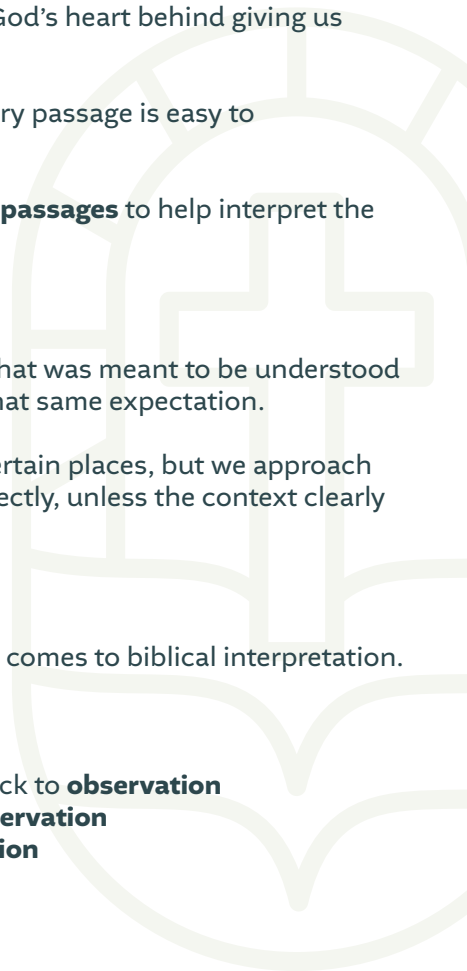 God's heart behind giving us
ry passage is easy to
passages to help interpret the
hat was meant to be understood
hat same expectation.
ertain places, but we approach
ectly, unless the context clearly
comes to biblical interpretation.
ck to observation
ervation
ion